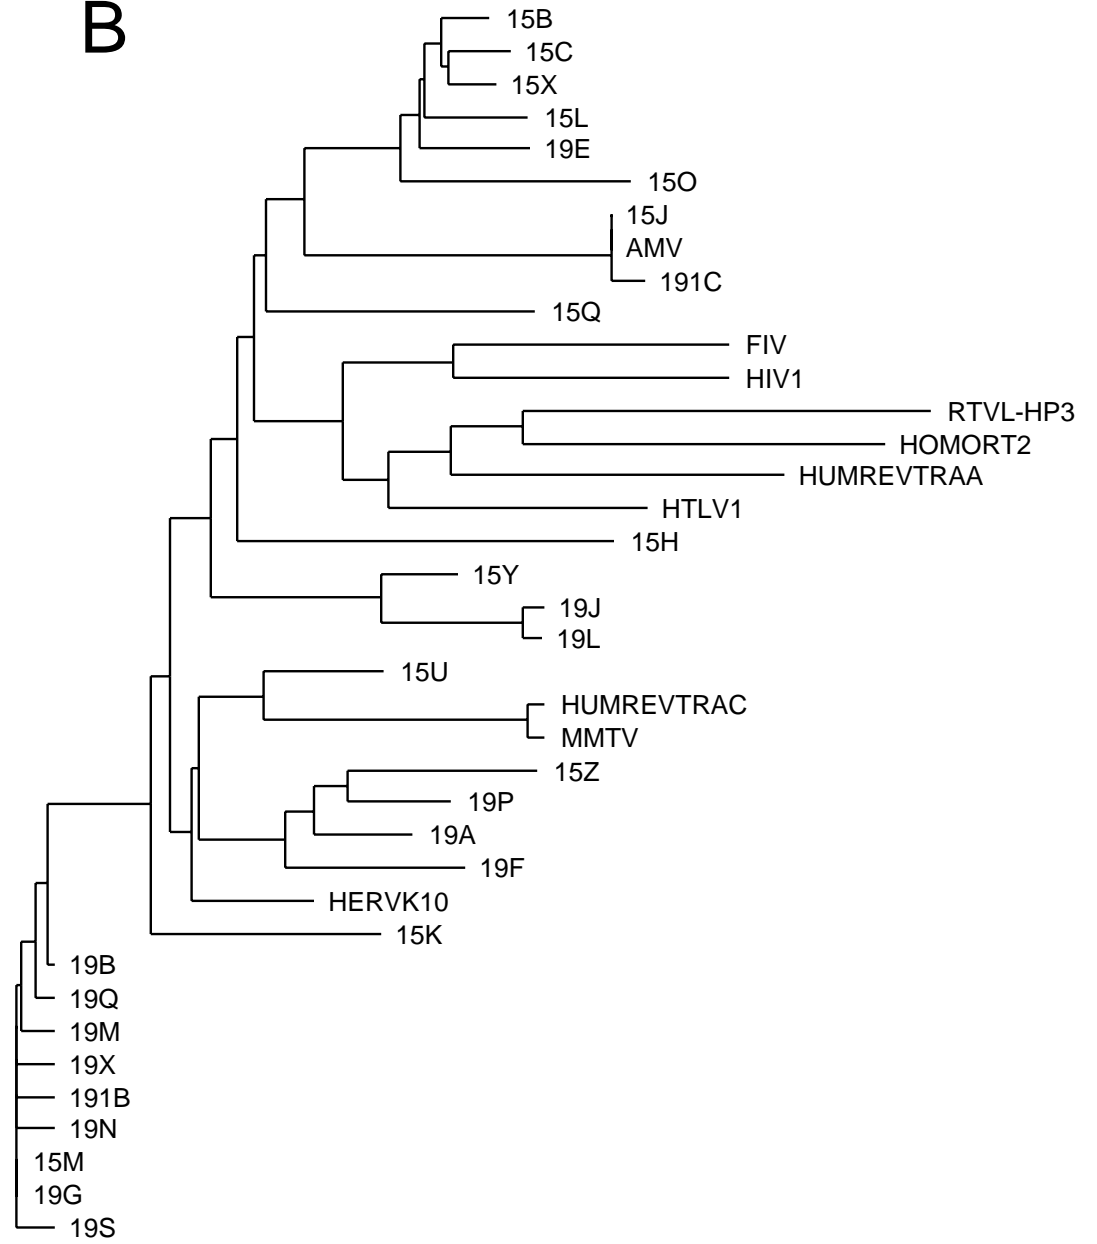 B
15B
15C
15X
15L
19E
15O
15J
AMV
191C
15Q
FIV
HIV1
RTVL-HP3
HOMORT2
HUMREVTRAA
HTLV1
15H
15Y
19J
19L
15U
HUMREVTRAC
MMTV
15Z
19P
19A
19F
HERVK10
15K
19B
19Q
19M
19X
191B
19N
15M
19G
19S